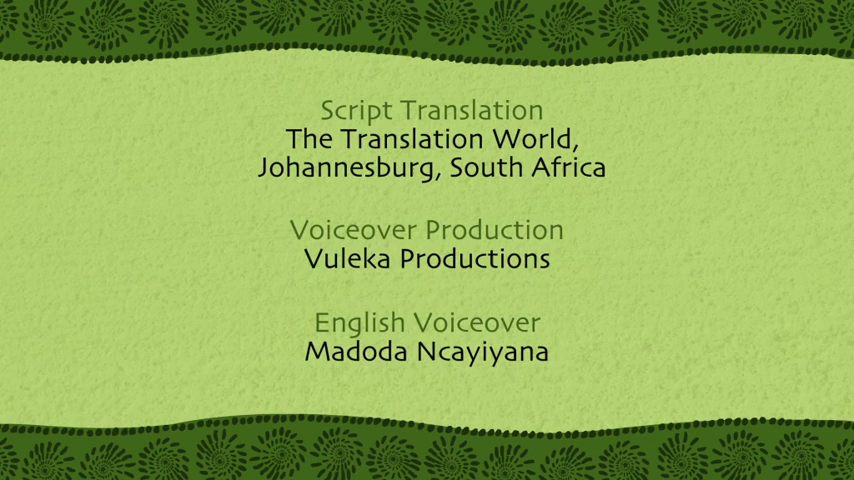 Script Translation
The Translation World,
Johannesburg, South Africa
Voiceover Production
Vuleka Productions
English Voiceover
Madoda Ncayiyana